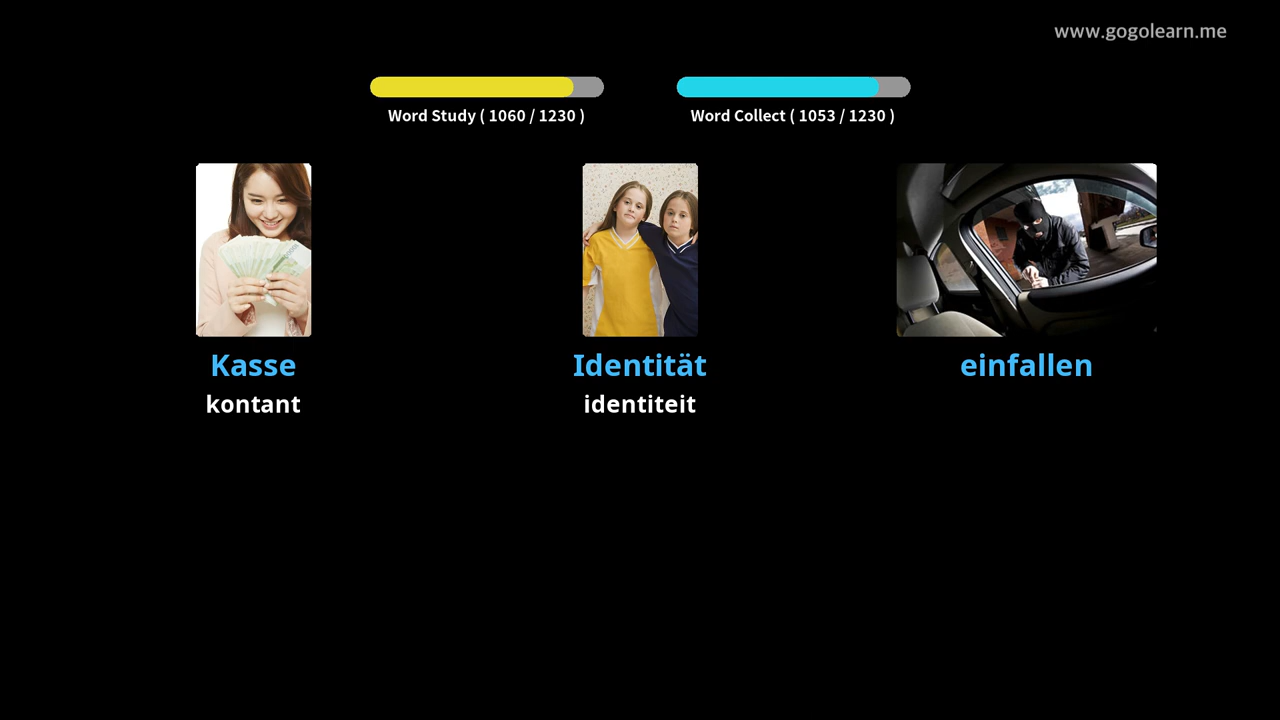 www.gogolearn.me
Word Study ( 1060 / 1230 )
Word Collect ( 1053 / 1230 )
Kasse
Identität
einfallen
kontant
identiteit